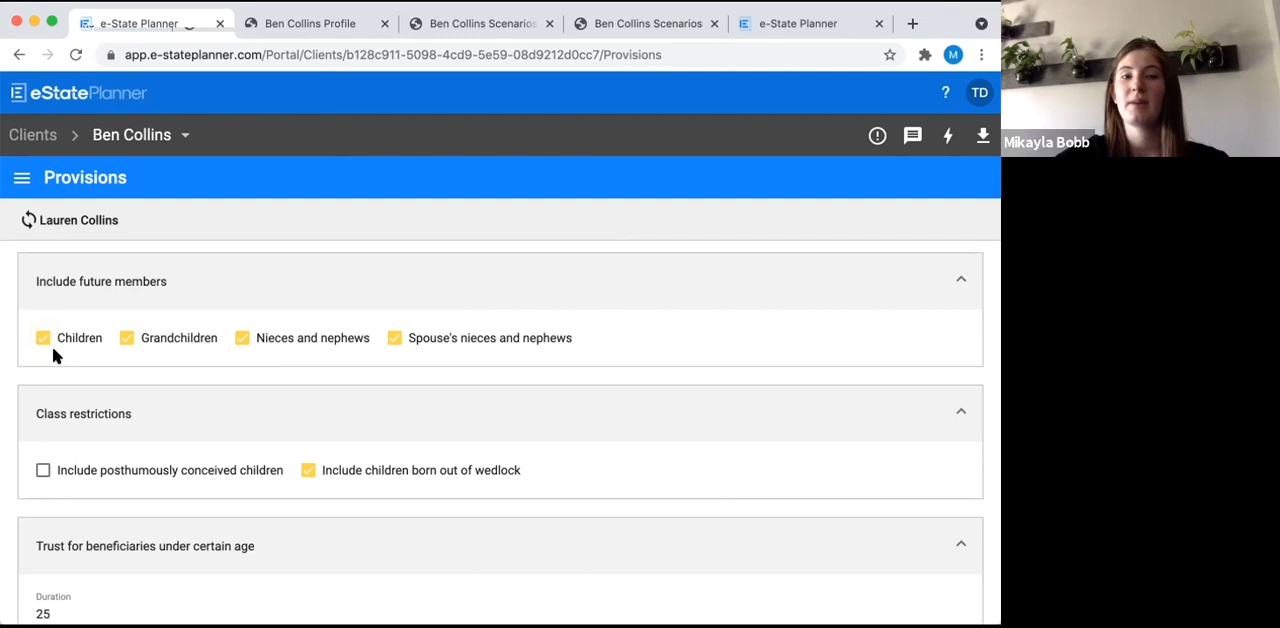 e-State Planner
Ben Collins Profile
Ben Collins Scenarios
Ben Collins Scenarios
e-State Planner
app.e-stateplanner.com/Portal/Clients/b128c911-5098-4cd9-5e59-08d9212d0cc7/Provisions
M
eStatePlanner
?
TD
Clients > Ben Collins
Provisions
Lauren Collins
Include future members
Children Grandchildren Nieces and nephews Spouse's nieces and nephews
Class restrictions
Include posthumously conceived children Include children born out of wedlock
Trust for beneficiaries under certain age
Duration
25
Mikayla Bobb